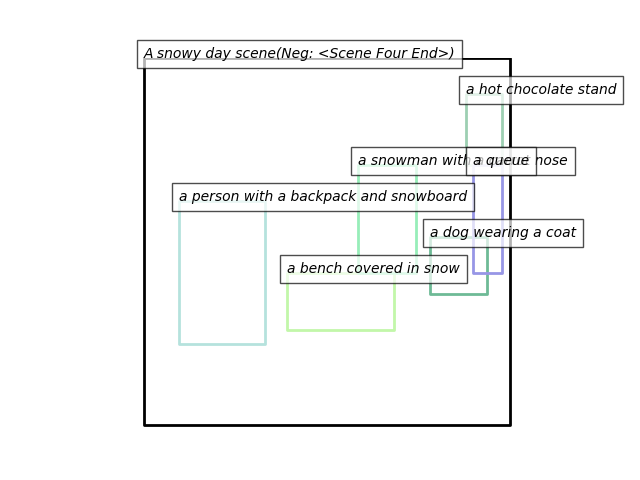 A snowy day scene(Neg: <Scene Four End>)
a hot chocolate stand
a snowman with a nose
a queue
a person with a backpack and snowboard
a dog wearing a coat
a bench covered in snow